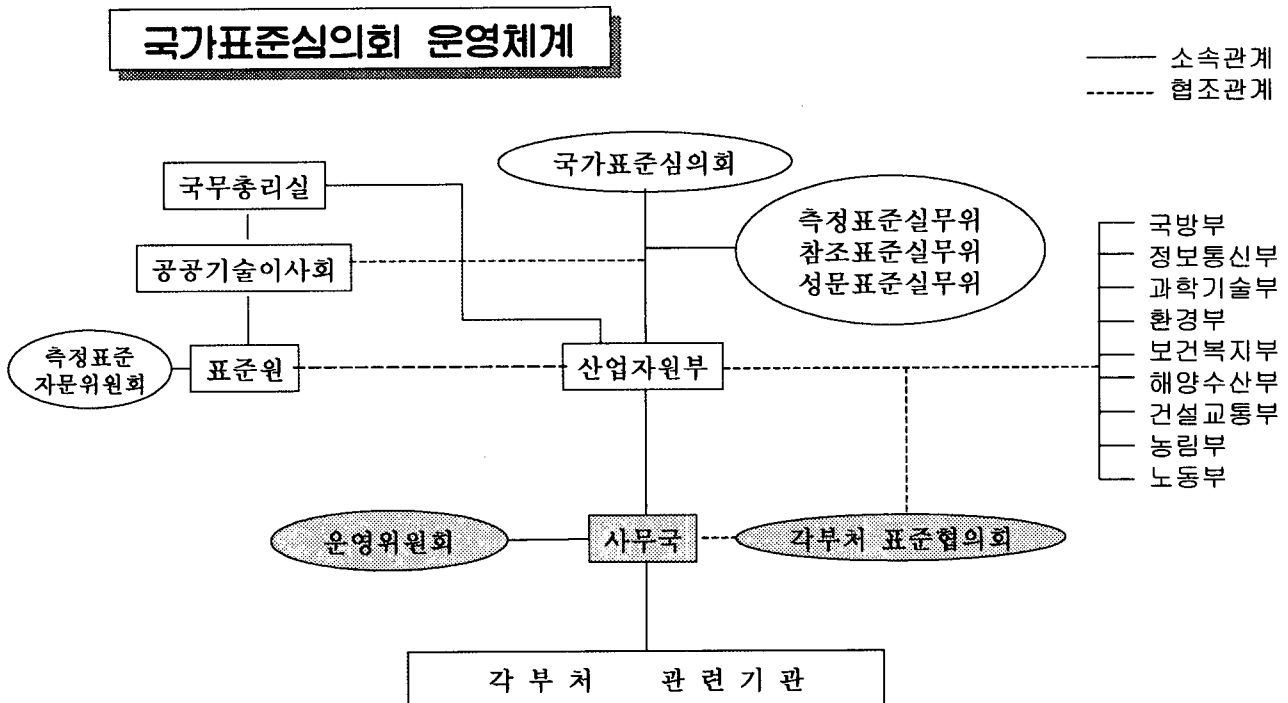 국가표준심의회 운영체계
소속관계
협조관계
국가표준심의회
국무총리실
측정표준실무위
참조표준실무위
성문표준실무위
공공기술이사회
국방부
정보통신부
과학기술부
환경부
보건복지부
해양수산부
건설교통부
농림부
노동부
측정표준
자문위원회
표준원
산업자원부
운영위원회
사무국
각부처 표준협의회
각 부 처 관 련 기 관